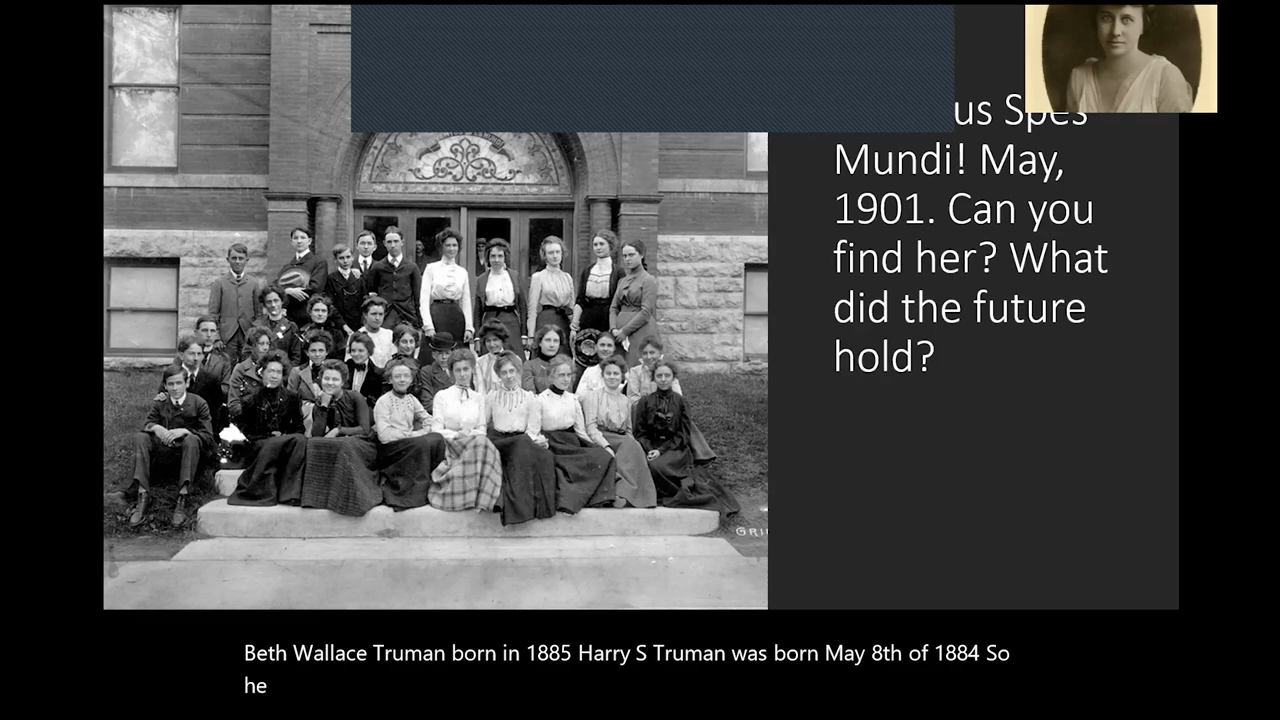 us Spes
Mundi! May,
1901. Can you
find her? What
did the future
hold?
GRI
Beth Wallace Truman born in 1885 Harry S Truman was born May 8th of 1884 So
he